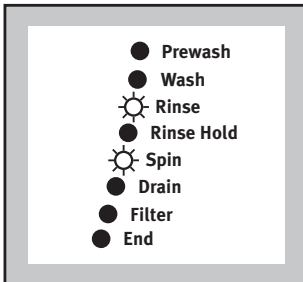 Prewash
Wash
Rinse
Rinse Hold
Spin
Drain
Filter
End